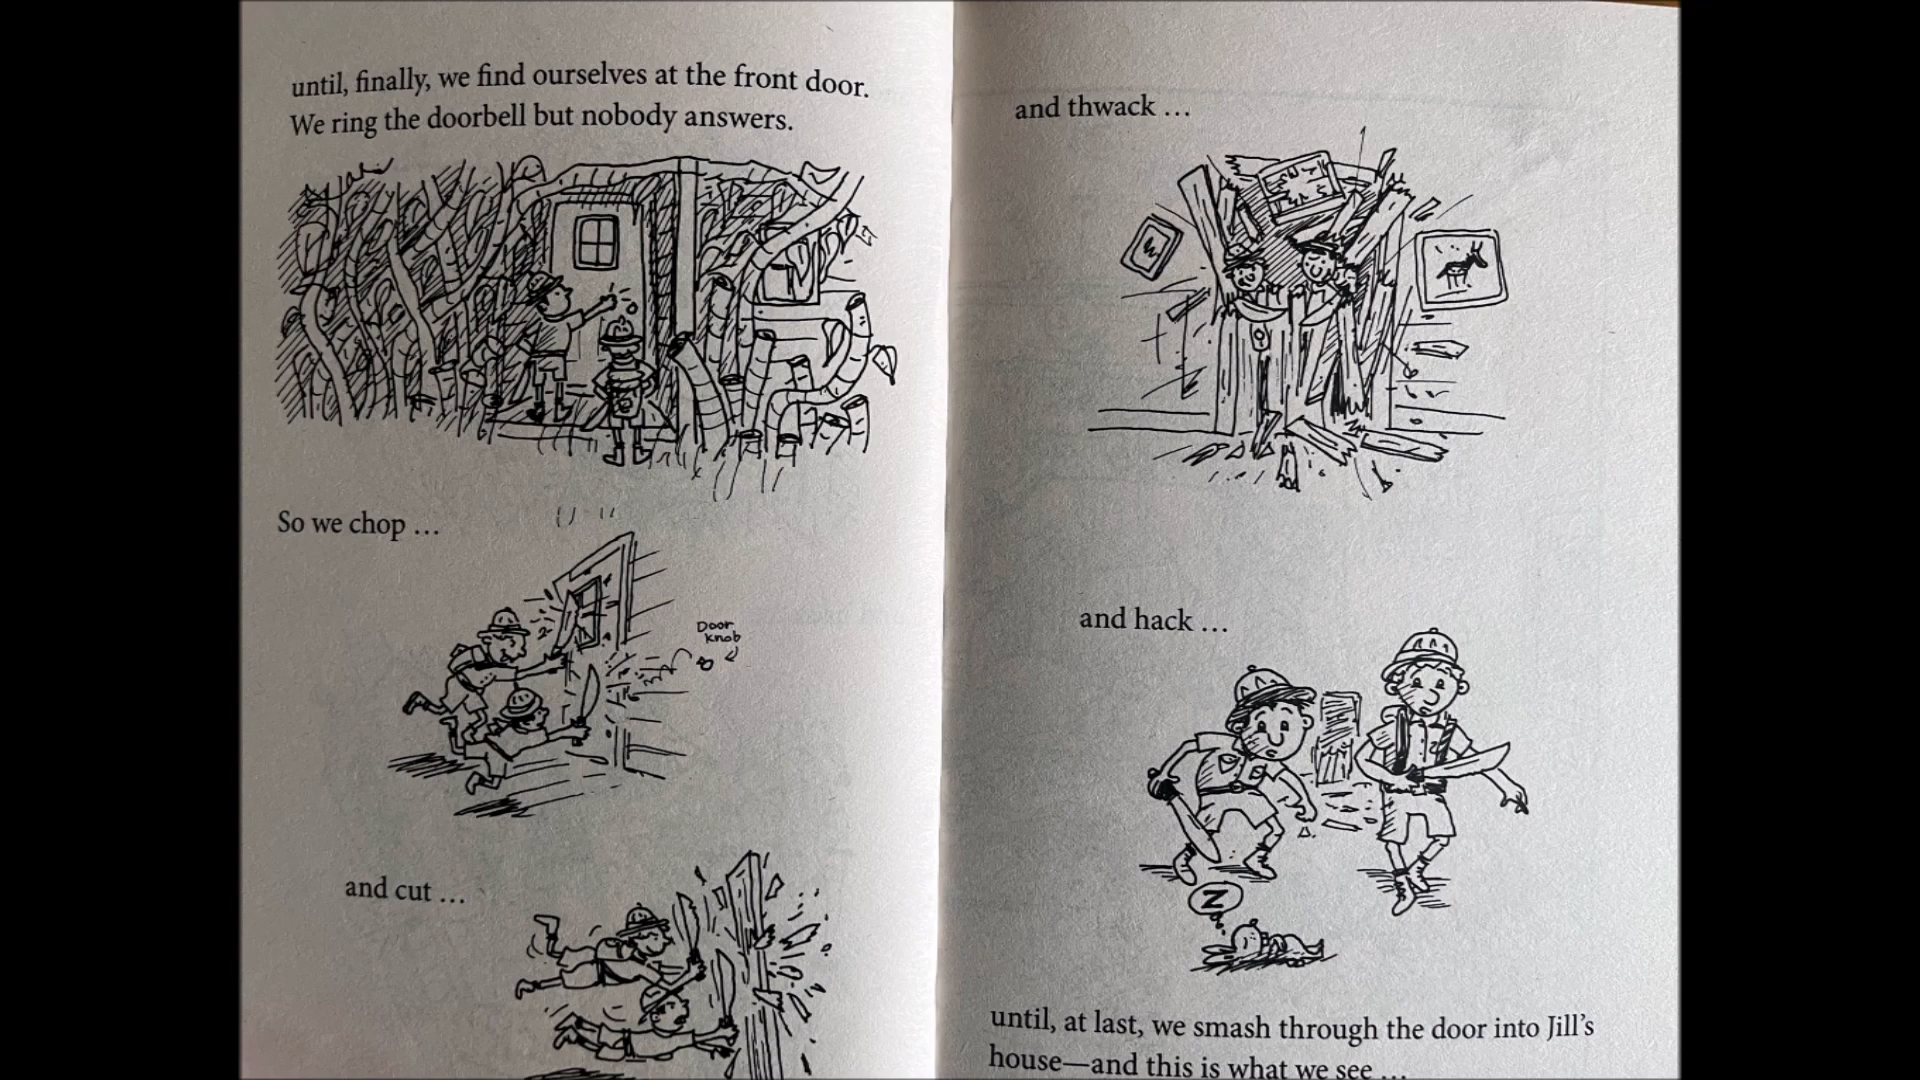 until, finally, we find ourselves at the front door.
We ring the doorbell but nobody answers.
So we chop …
Door
knob
and cut …
and thwack …
and hack …
Z
until, at last, we smash through the door into Jill’s
house—and this is what we see …